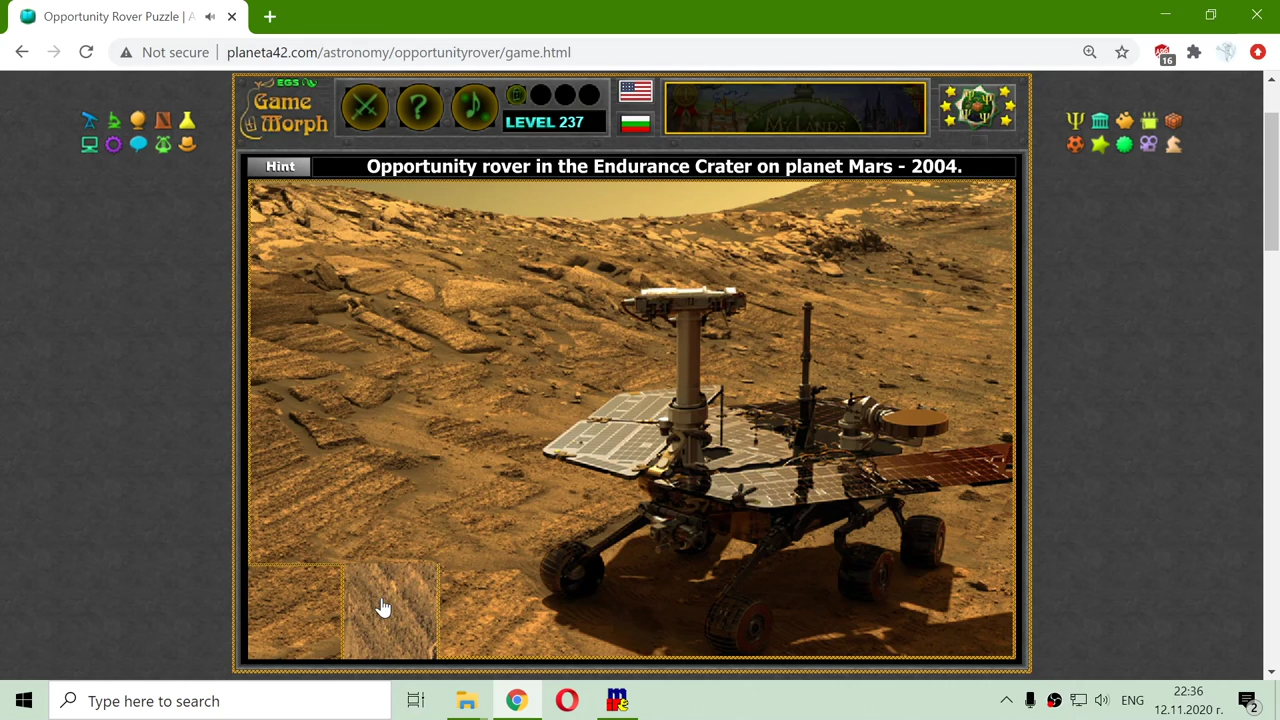 Opportunity Rover Puzzle | A
Not secure
planeta42.com/astronomy/opportunityrover/game.html
16
EGS
Game Morph
LEVEL 237
MyLands
Hint
Opportunity rover in the Endurance Crater on planet Mars - 2004.
Type here to search
ENG
22:36
12.11.2020 г.
2